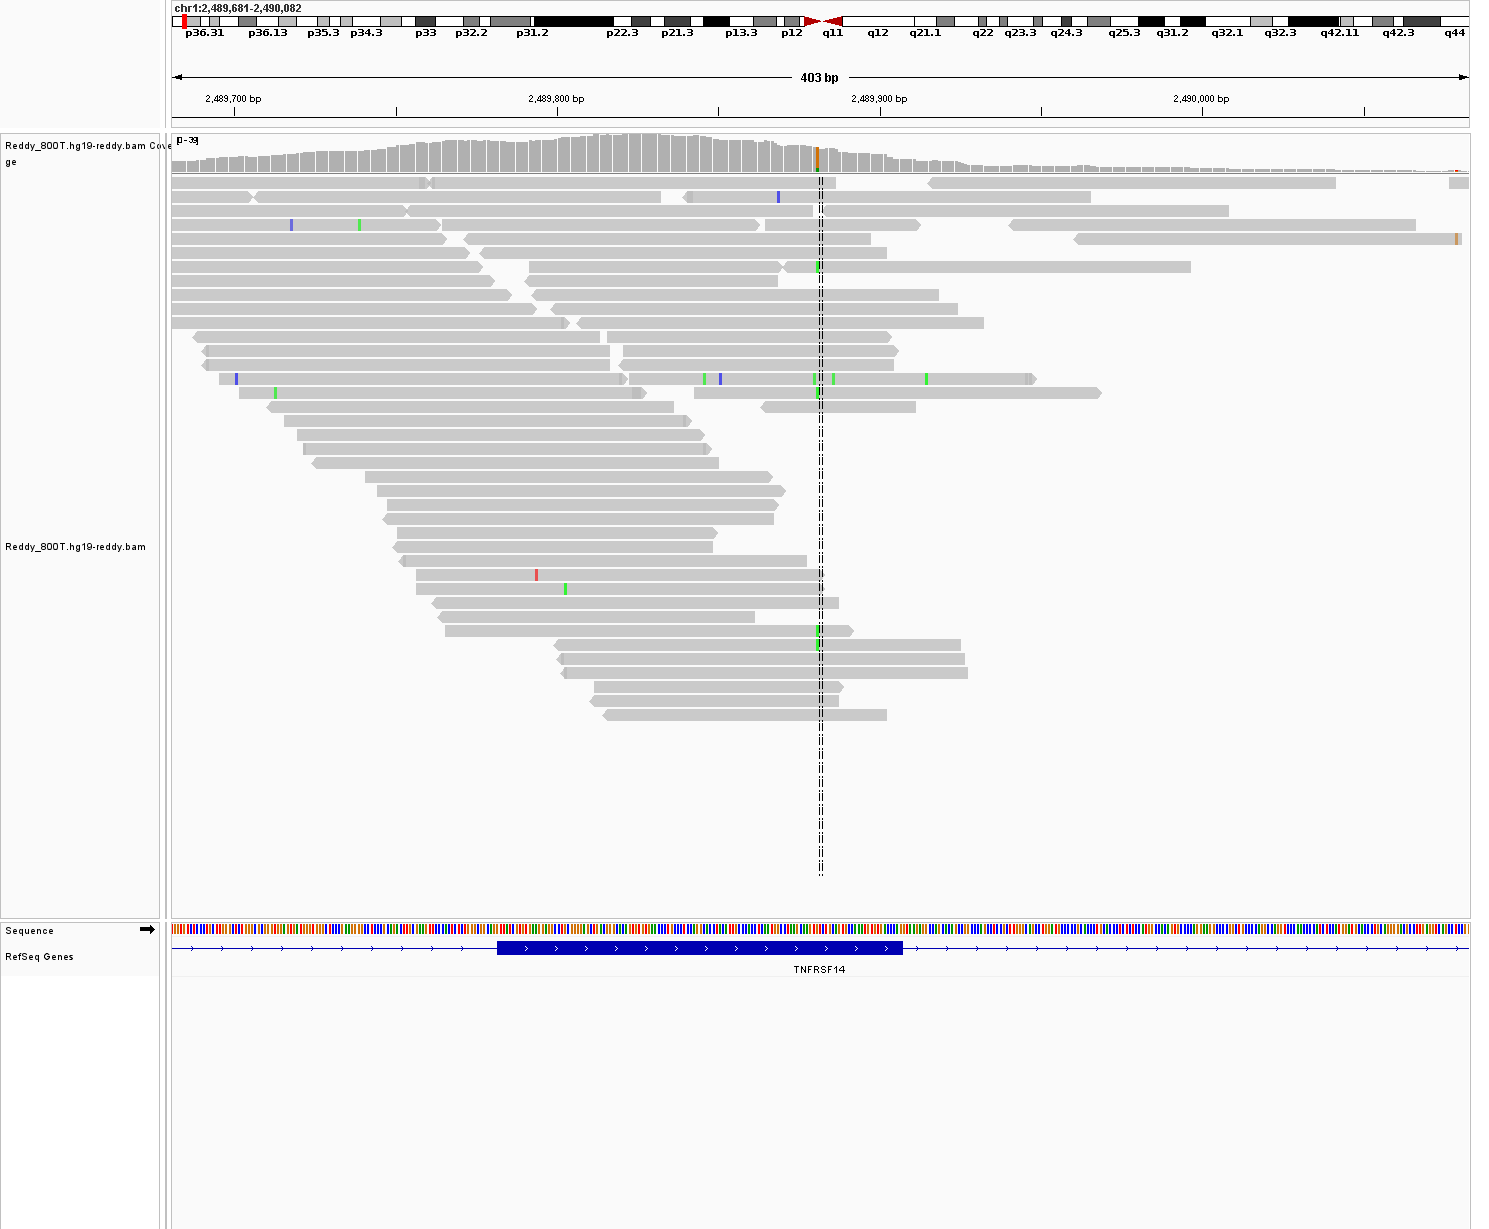 chr1:2,489,681-2,490,082
p36.31 p36.13 p35.3 p34.3 p33 p32.2 p31.2 p22.3 p21.3 p13.3 p12 q11 q12 q21.1 q22 q23.3 q24.3 q25.3 q31.2 q32.1 q32.3 q42.11 q42.3 q44
403 bp
2,489,700 bp 2,489,800 bp 2,489,900 bp 2,490,000 bp
Reddy_800T.hg19-reddy.bam Cove
ge
[0-39]
Reddy_800T.hg19-reddy.bam
Sequence
RefSeq Genes
TNFRSF14